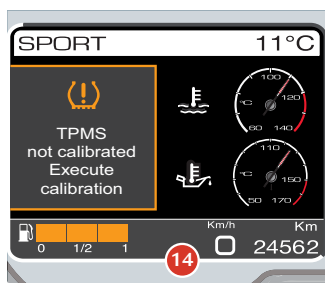 SPORT 11°C
TPMS
not calibrated
Execute
calibration
100
°C 120
60 140
110
°C 150
50 170
0 1/2 1
Km/h
0
Km
24562
14